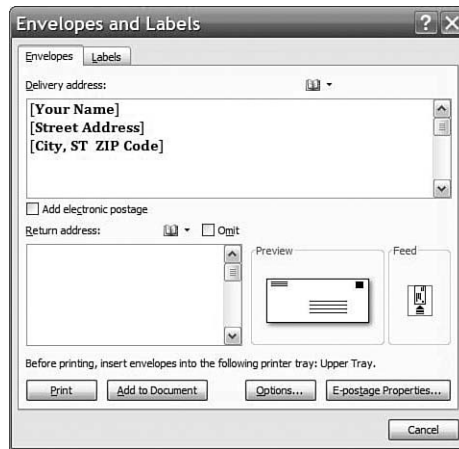 Envelopes and Labels
Envelopes Labels
Delivery address:
[Your Name]
[Street Address]
[City, ST ZIP Code]
Add electronic postage
Return address: Omit
Preview Feed
Before printing, insert envelopes into the following printer tray: Upper Tray.
Print Add to Document Options... E-postage Properties...
Cancel